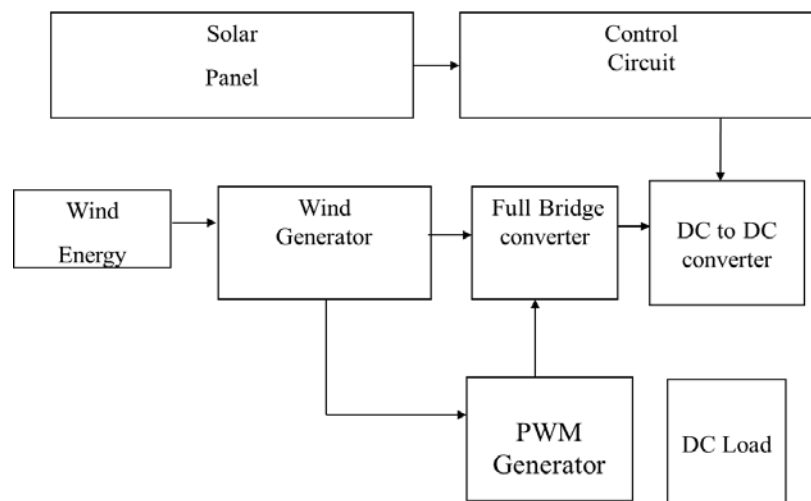 Solar
Panel
Control
Circuit
Wind
Energy
Wind
Generator
Full Bridge
converter
DC to DC
converter
PWM
Generator
DC Load